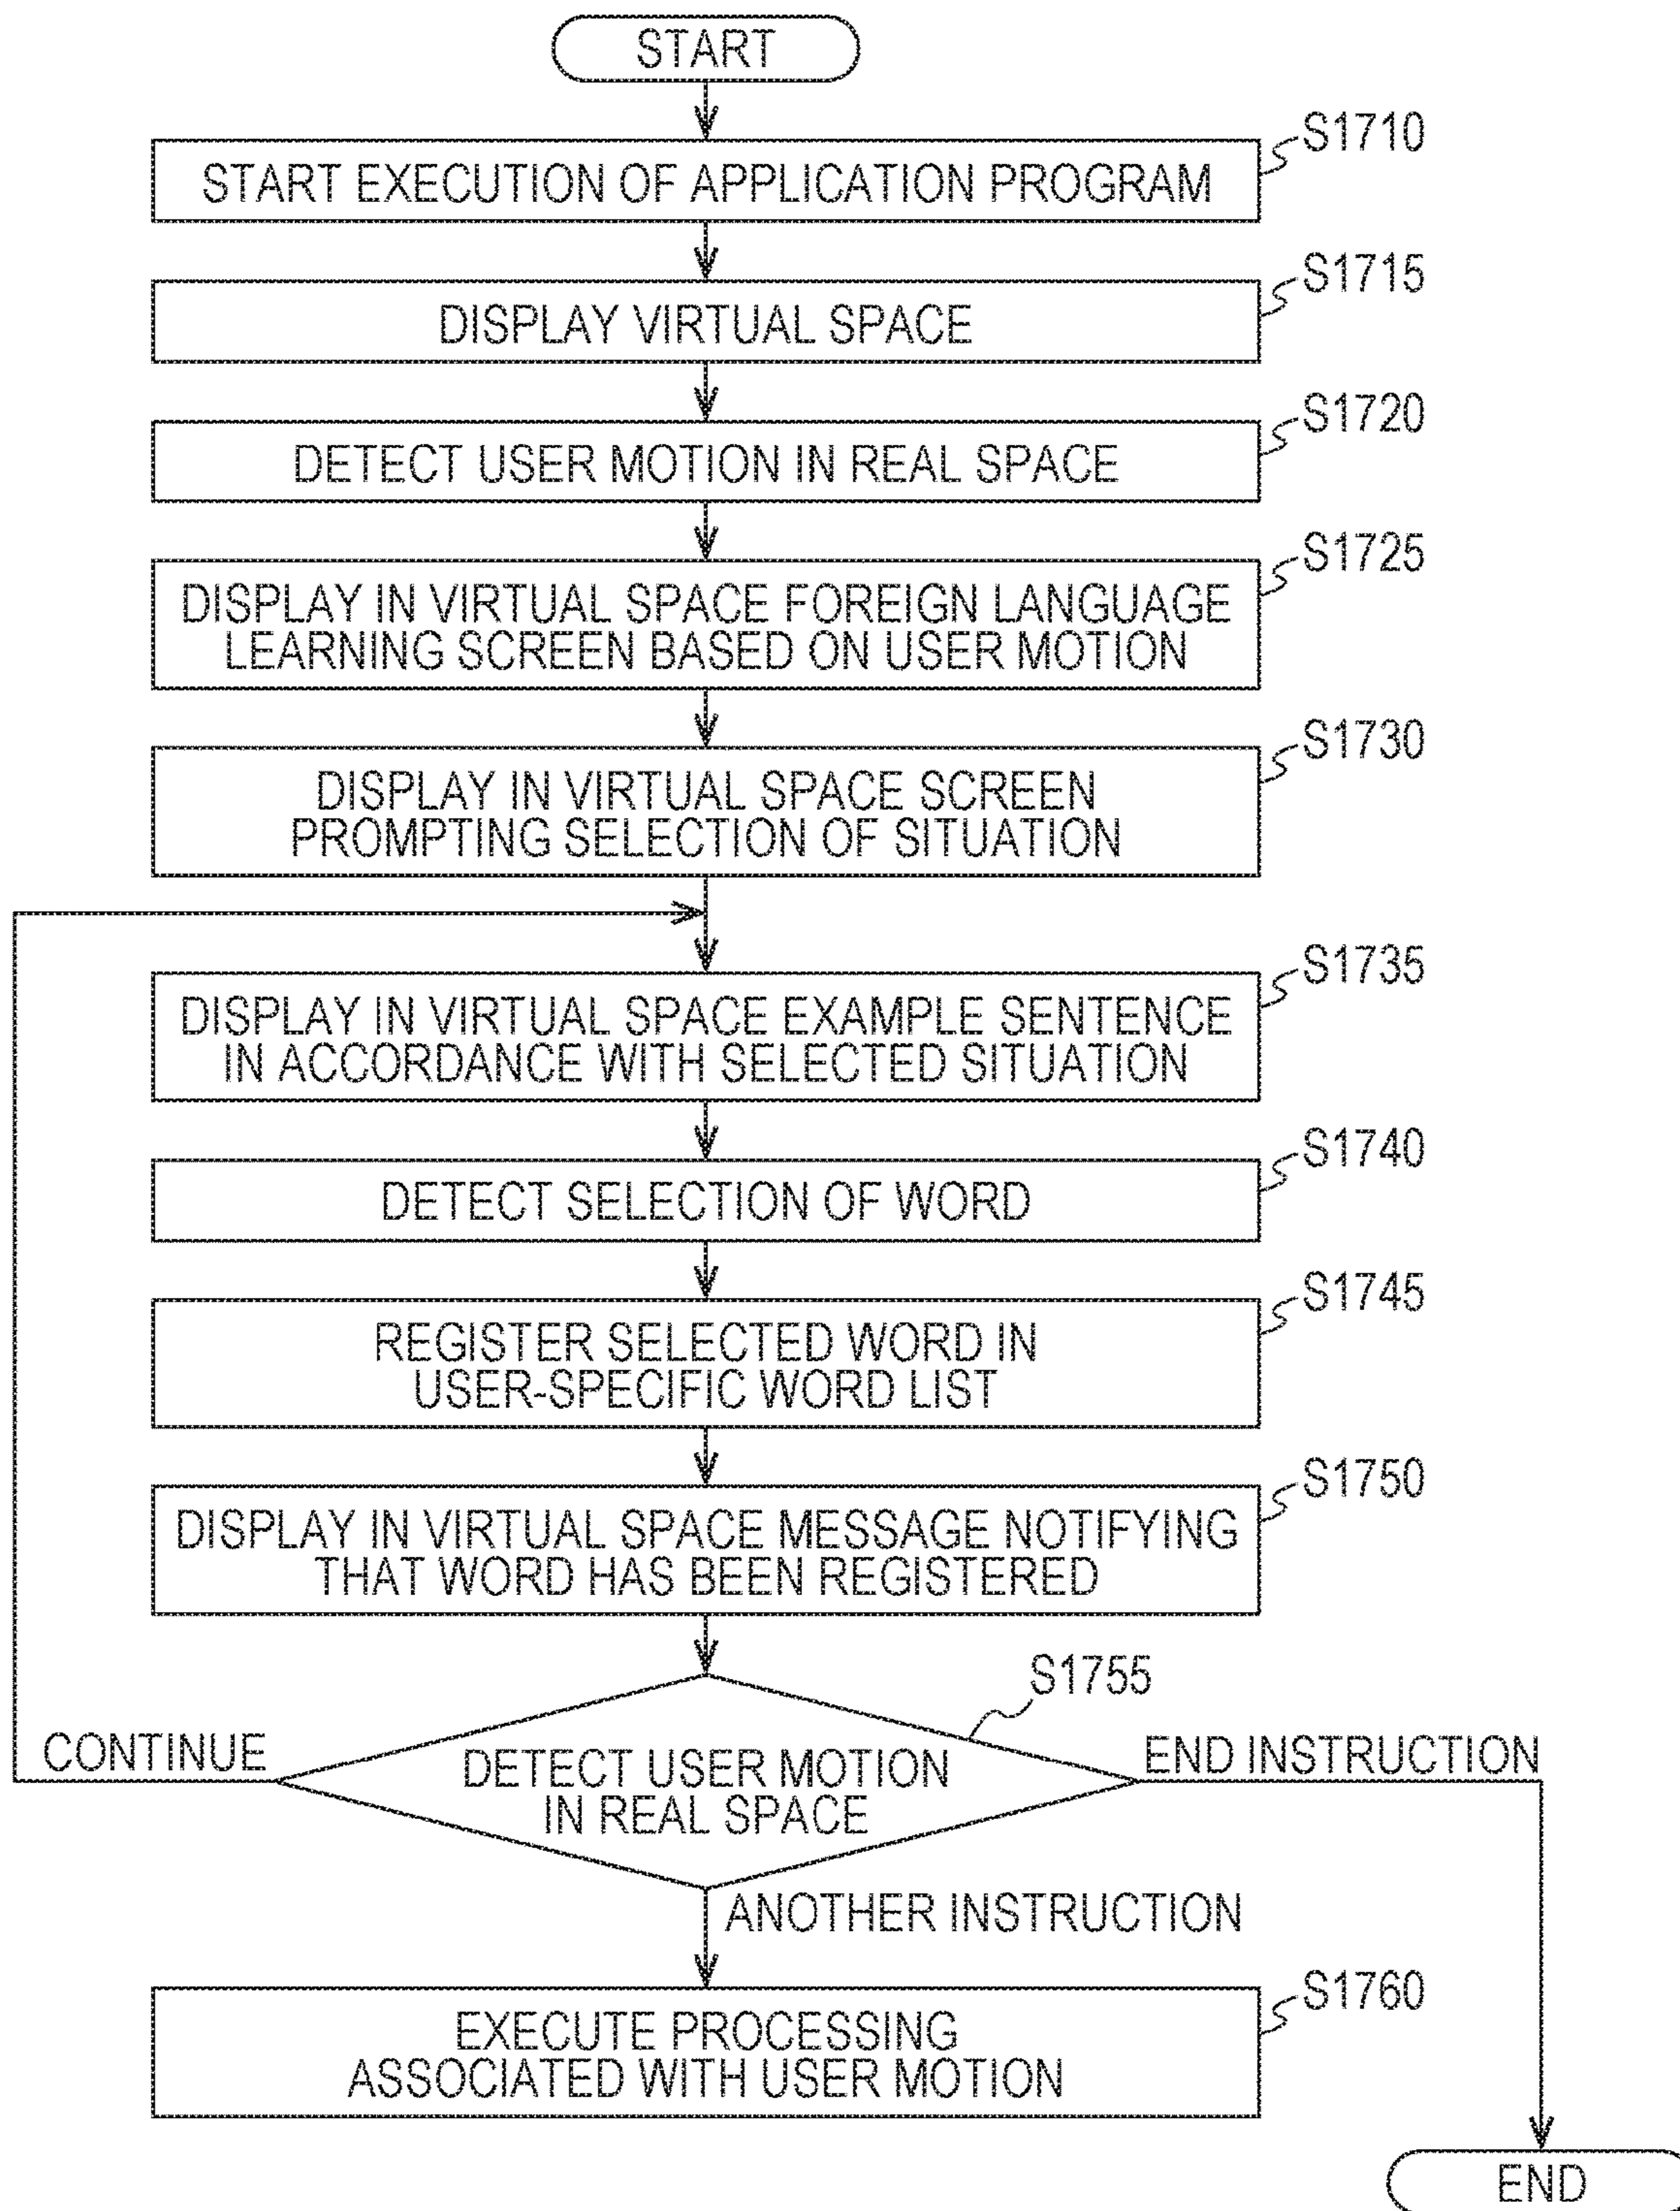 START
S1710
START EXECUTION OF APPLICATION PROGRAM
S1715
DISPLAY VIRTUAL SPACE
S1720
DETECT USER MOTION IN REAL SPACE
S1725
DISPLAY IN VIRTUAL SPACE FOREIGN LANGUAGE
LEARNING SCREEN BASED ON USER MOTION
S1730
DISPLAY IN VIRTUAL SPACE SCREEN
PROMPTING SELECTION OF SITUATION
S1735
DISPLAY IN VIRTUAL SPACE EXAMPLE SENTENCE
IN ACCORDANCE WITH SELECTED SITUATION
S1740
DETECT SELECTION OF WORD
S1745
REGISTER SELECTED WORD IN
USER-SPECIFIC WORD LIST
S1750
DISPLAY IN VIRTUAL SPACE MESSAGE NOTIFYING
THAT WORD HAS BEEN REGISTERED
S1755
CONTINUE
DETECT USER MOTION
IN REAL SPACE
END INSTRUCTION
ANOTHER INSTRUCTION
S1760
EXECUTE PROCESSING
ASSOCIATED WITH USER MOTION
END